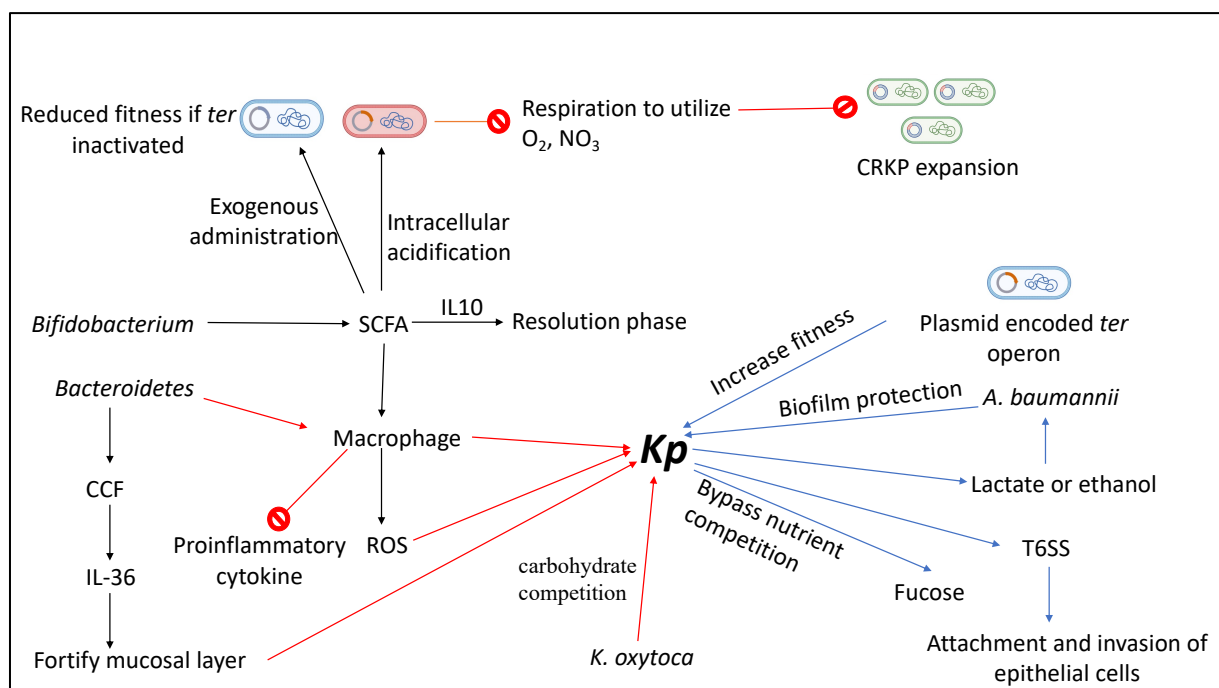 Reduced fitness if ter
inactivated
Respiration to utilize
O₂, NO₃
CRKP expansion
Exogenous
administration
Intracellular
acidification
Bifidobacterium
SCFA
IL10
Resolution phase
Plasmid encoded ter
operon
Increase fitness
Bacteroidetes
Biofilm protection
A. baumannii
Macrophage
Kp
CCF
Lactate or ethanol
Bypass nutrient
competition
Proinflammatory
cytokine
ROS
T6SS
IL-36
carbohydrate
competition
Fucose
Fortify mucosal layer
K. oxytoca
Attachment and invasion of
epithelial cells